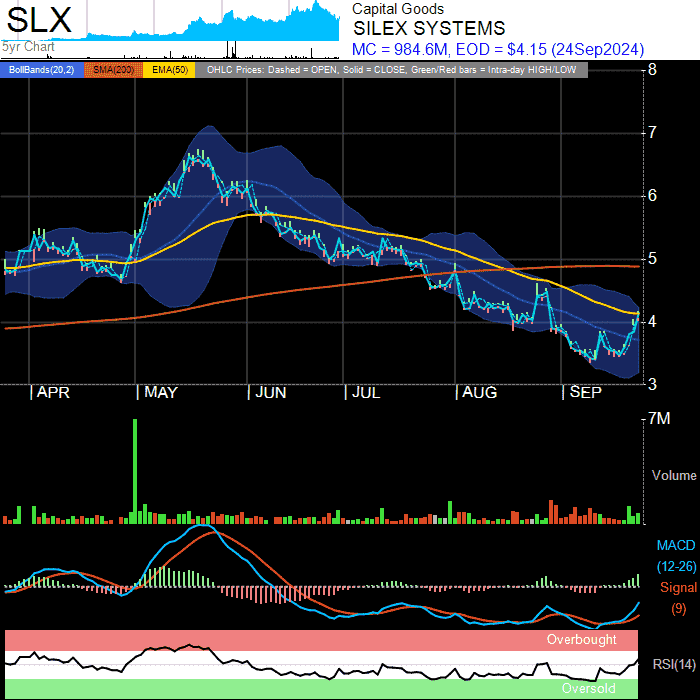 SLX
5yr Chart
Capital Goods
SILEX SYSTEMS
MC = 984.6M, EOD = $4.15 (24Sep2024)
BollBands(20,2) SMA(200) EMA(50) OHLC Prices: Dashed = OPEN, Solid = CLOSE, Green/Red bars = Intra-day HIGH/LOW
8
7
6
5
4
3
APR MAY JUN JUL AUG SEP
7M
Volume
MACD
(12-26)
Signal
(9)
Overbought
RSI(14)
Oversold